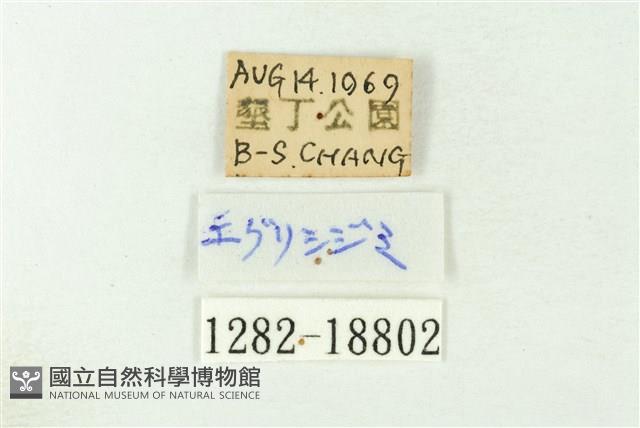 AUG 14.1969
墾丁公園
B-S.CHANG
エグリシジミ
1282-18802
國立自然科學博物館
NATIONAL MUSEUM OF NATURAL SCIENCE